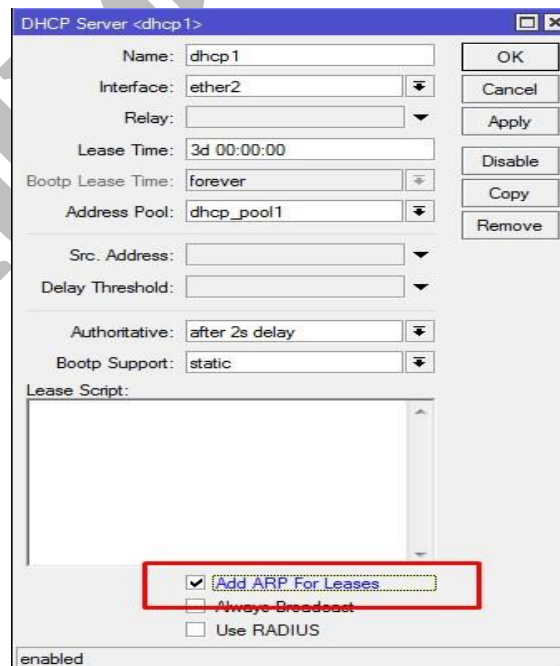 DHCP Server <dhcp1>
Name: dhcp1
OK
Interface: ether2
Cancel
Relay:
Apply
Lease Time: 3d 00:00:00
Disable
Bootp Lease Time: forever
Copy
Address Pool: dhcp_pool1
Remove
Src. Address:
Delay Threshold:
Authoritative: after 2s delay
Bootp Support: static
Lease Script:
Add ARP For Leases
Always Broadcast
Use RADIUS
enabled